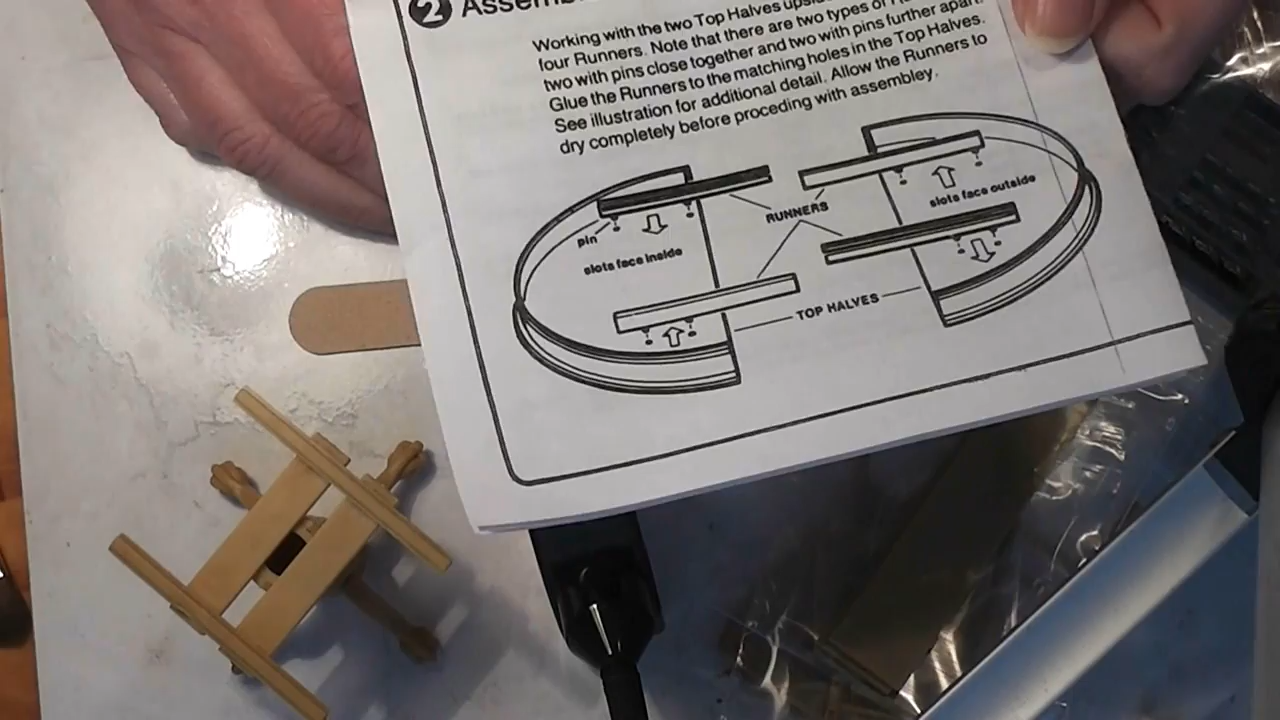 2
Working with the two Top Halves
four Runners. Note that there are two types of
two with pins close together and two with pins further apart.
Glue the Runners to the matching holes in the Top Halves.
See illustration for additional detail. Allow the Runners to
dry completely before proceding with assembley.
pin
slots face inside
RUNNERS
slots face outside
TOP HALVES